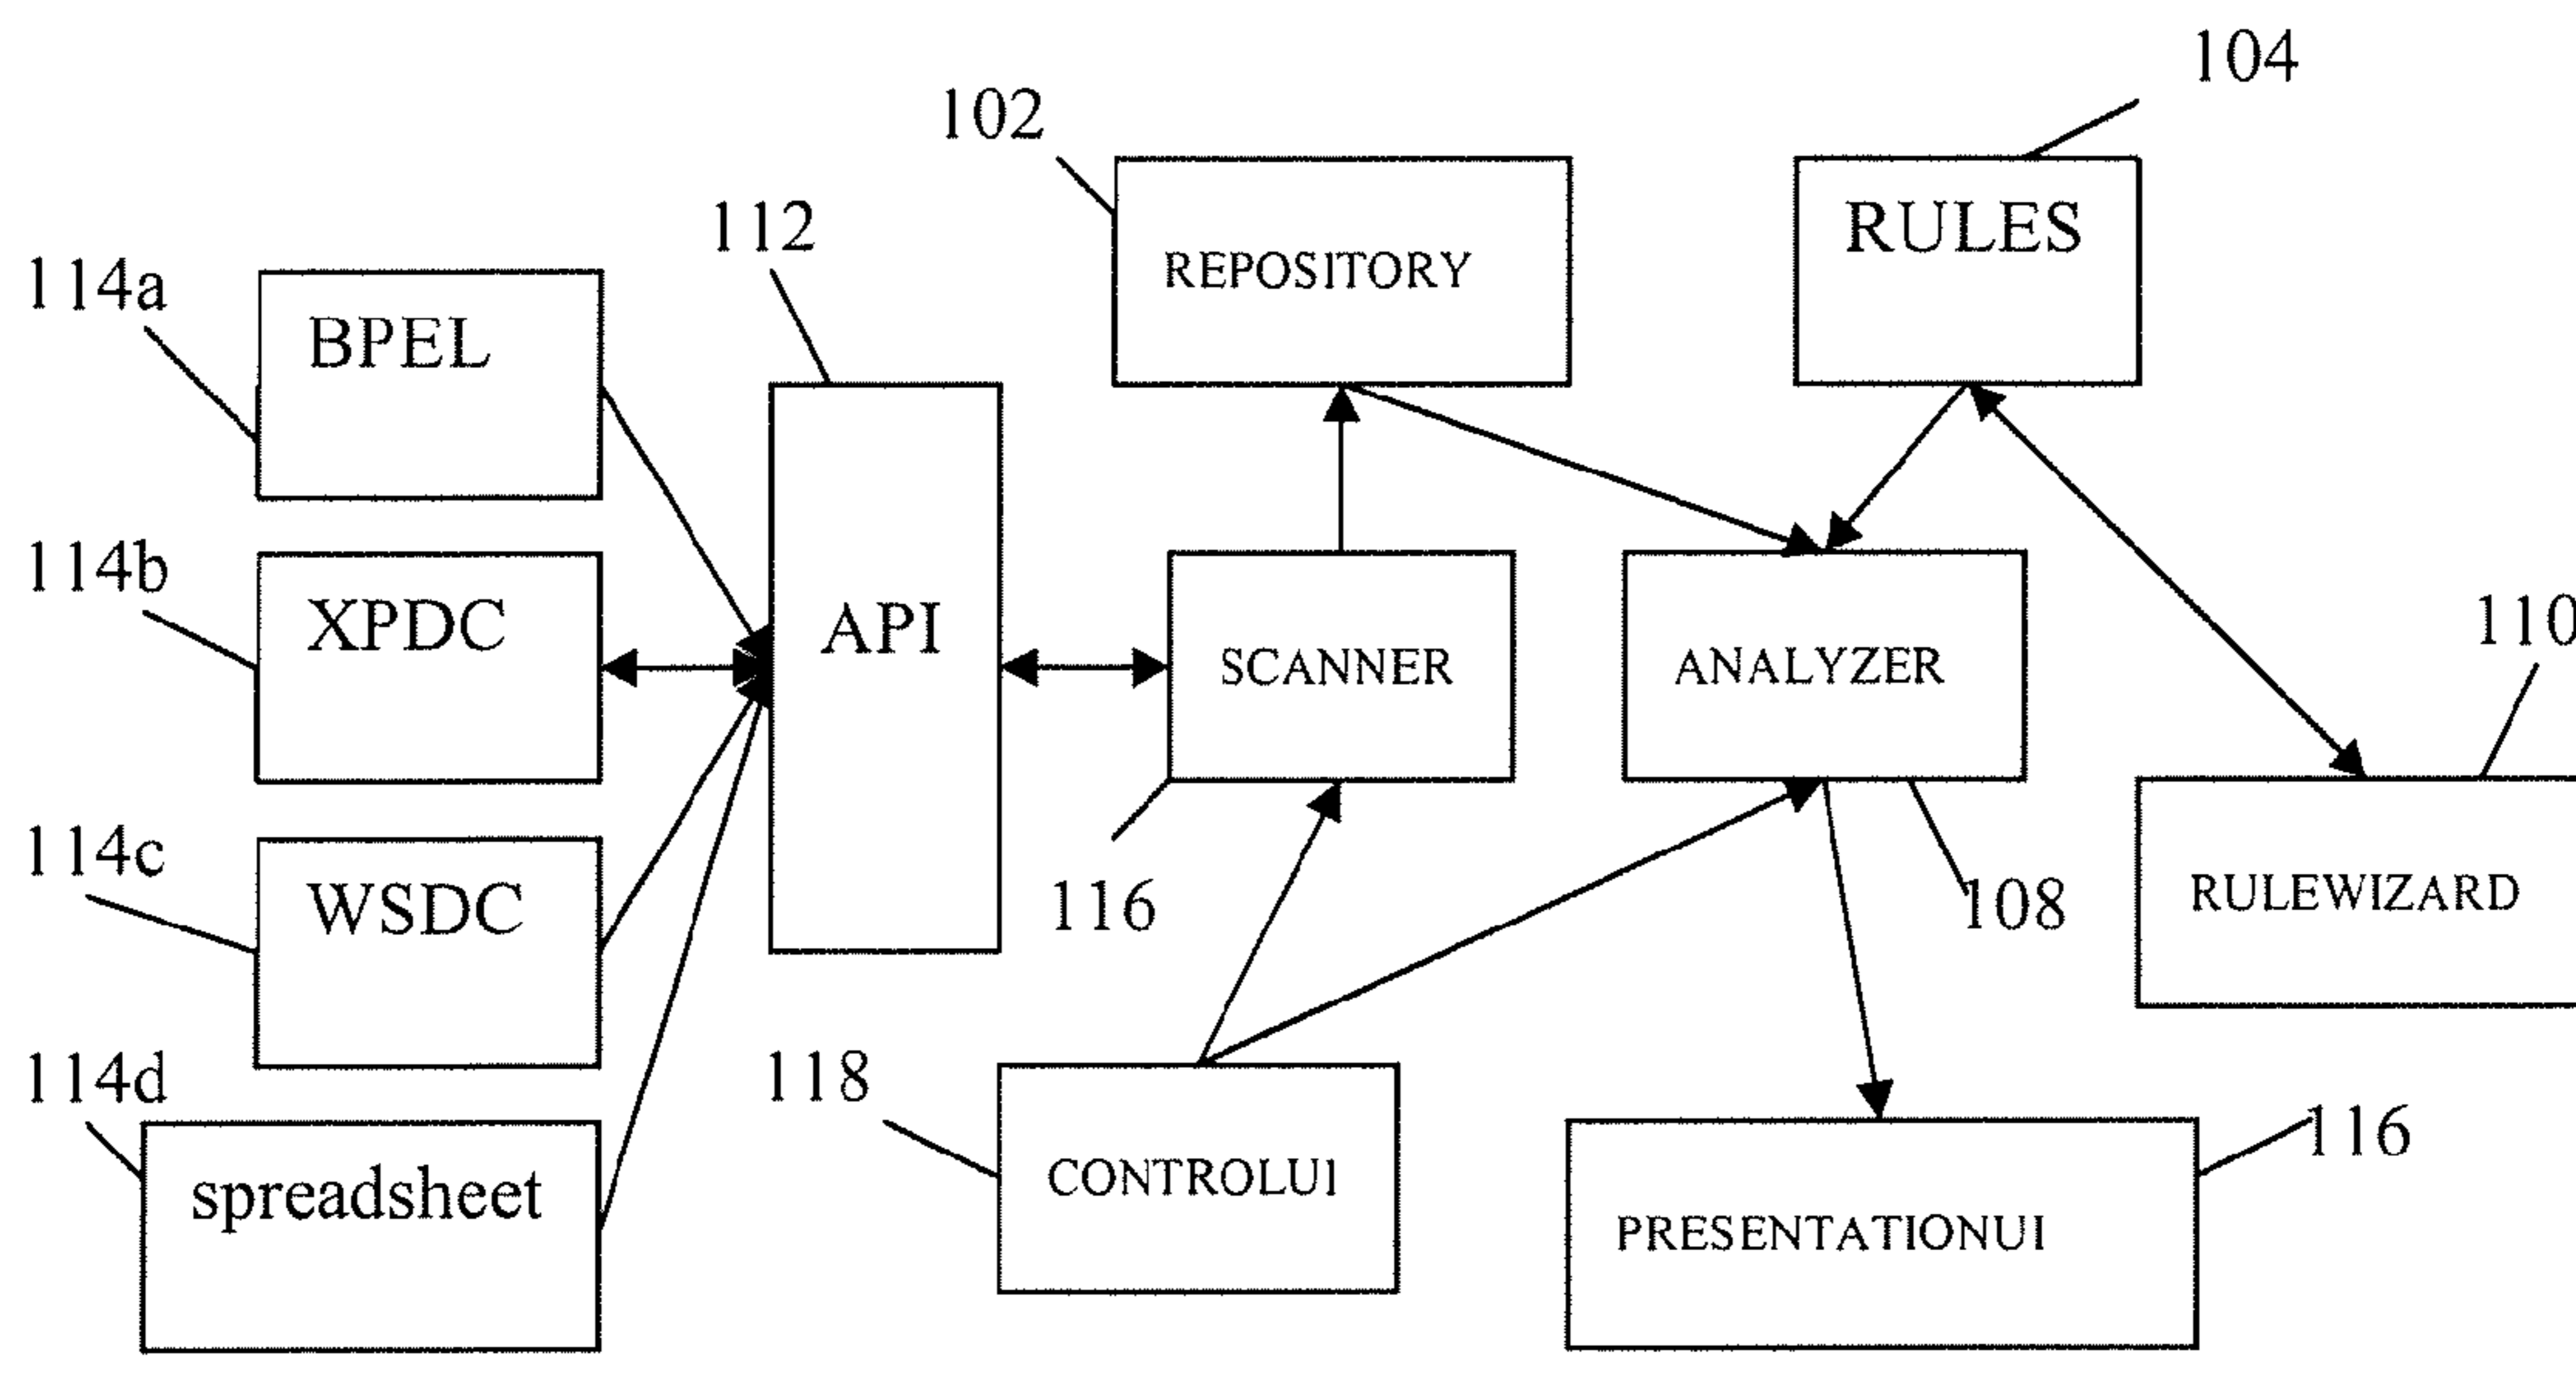 104
102
REPOSITORY
RULES
112
114a
BPEL
114b
XPDC
API
SCANNER
ANALYZER
110
114c
WSDC
116
108
RULEWIZARD
114d
spreadsheet
118
CONTROLUI
116
PRESENTATIONUI